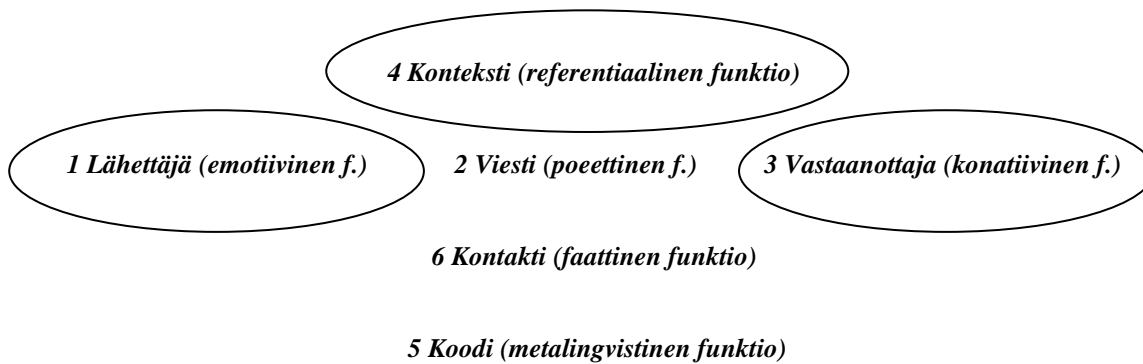 4 Konteksti (referentiaalinen funktio)
1 Lähettäjä (emotiivinen f.) 2 Viesti (poeettinen f.) 3 Vastaanottaja (konatiivinen f.)
6 Kontakti (faattinen funktio)
5 Koodi (metalingvistinen funktio)